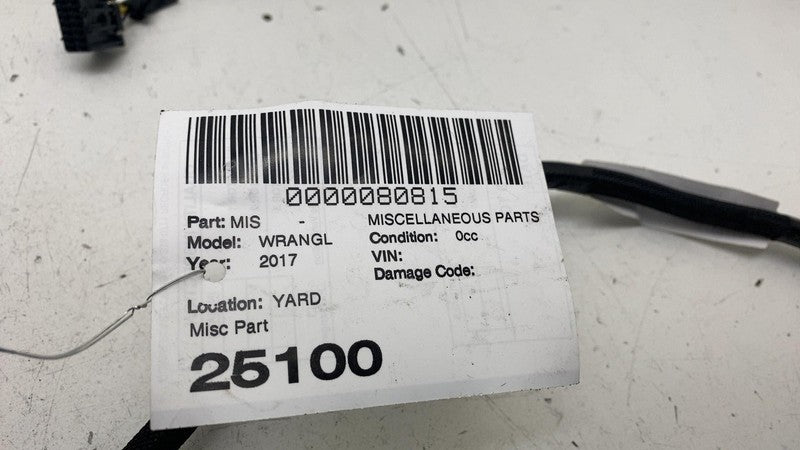 0000080815
Part: MIS - MISCELLANEOUS PARTS
Model: WRANGL Condition: 0cc
Year: 2017 VIN:
Damage Code:
Location: YARD
Misc Part
25100